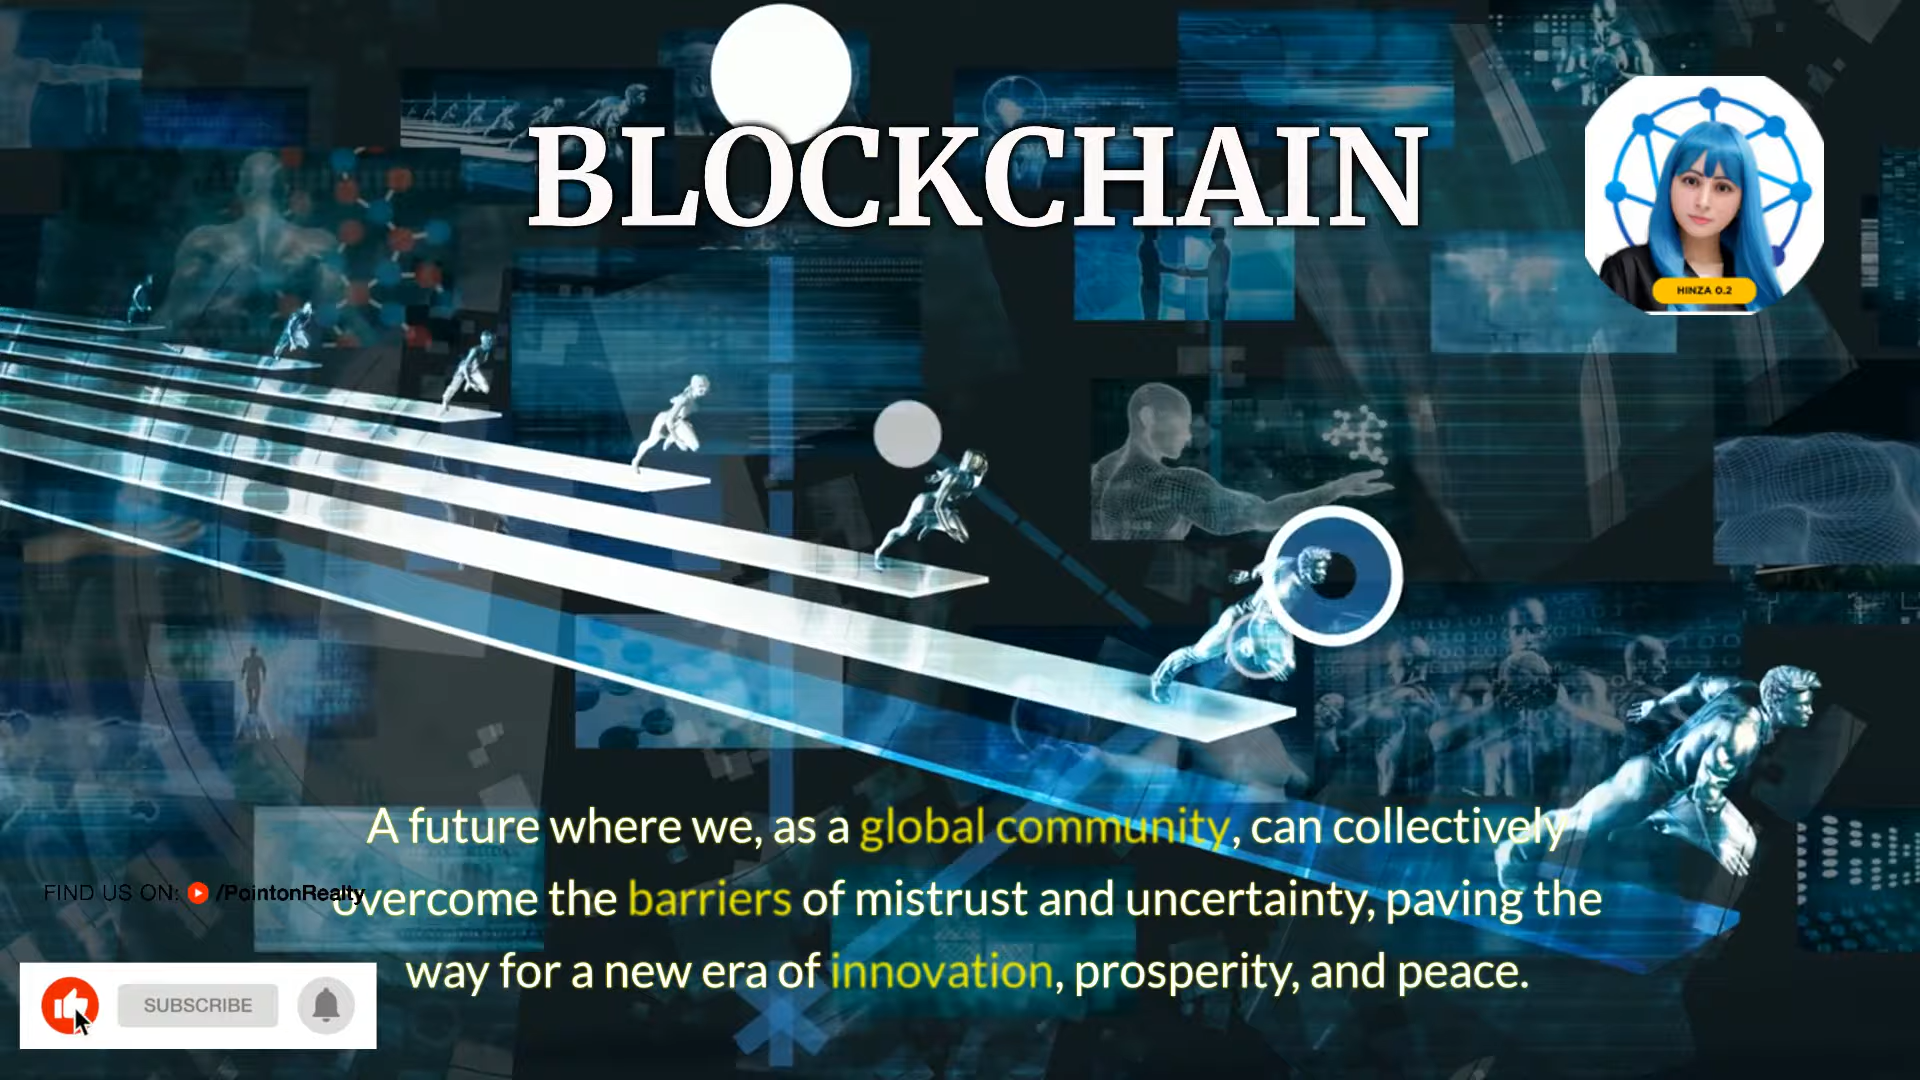 BLOCKCHAIN
HINZA 0.2
A future where we, as a global community, can collectively
overcome the barriers of mistrust and uncertainty, paving the
way for a new era of innovation, prosperity, and peace.
FIND US ON: /PointonRealty
SUBSCRIBE